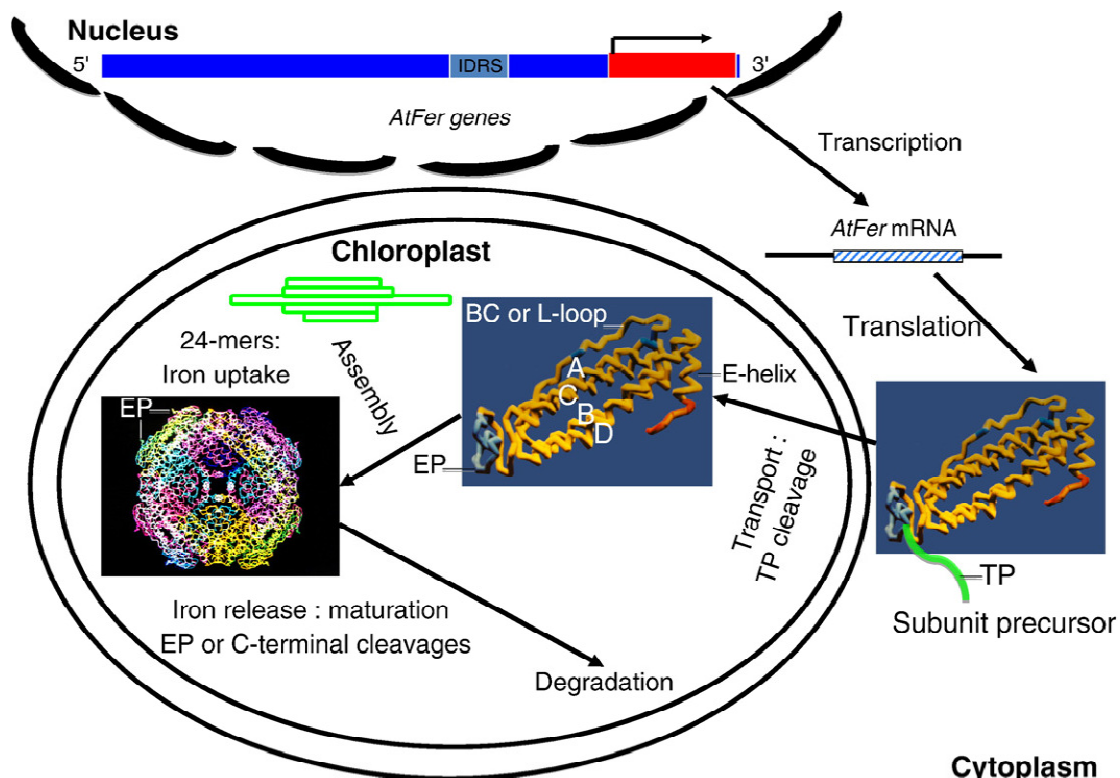 Nucleus
5'
IDRS
3'
AtFer genes
Transcription
AtFer mRNA
Translation
Chloroplast
24-mers:
Iron uptake
Assembly
BC or L-loop
A
C
B
D
E-helix
EP
EP
Transport :
TP cleavage
TP
Subunit precursor
Iron release : maturation
EP or C-terminal cleavages
Degradation
Cytoplasm